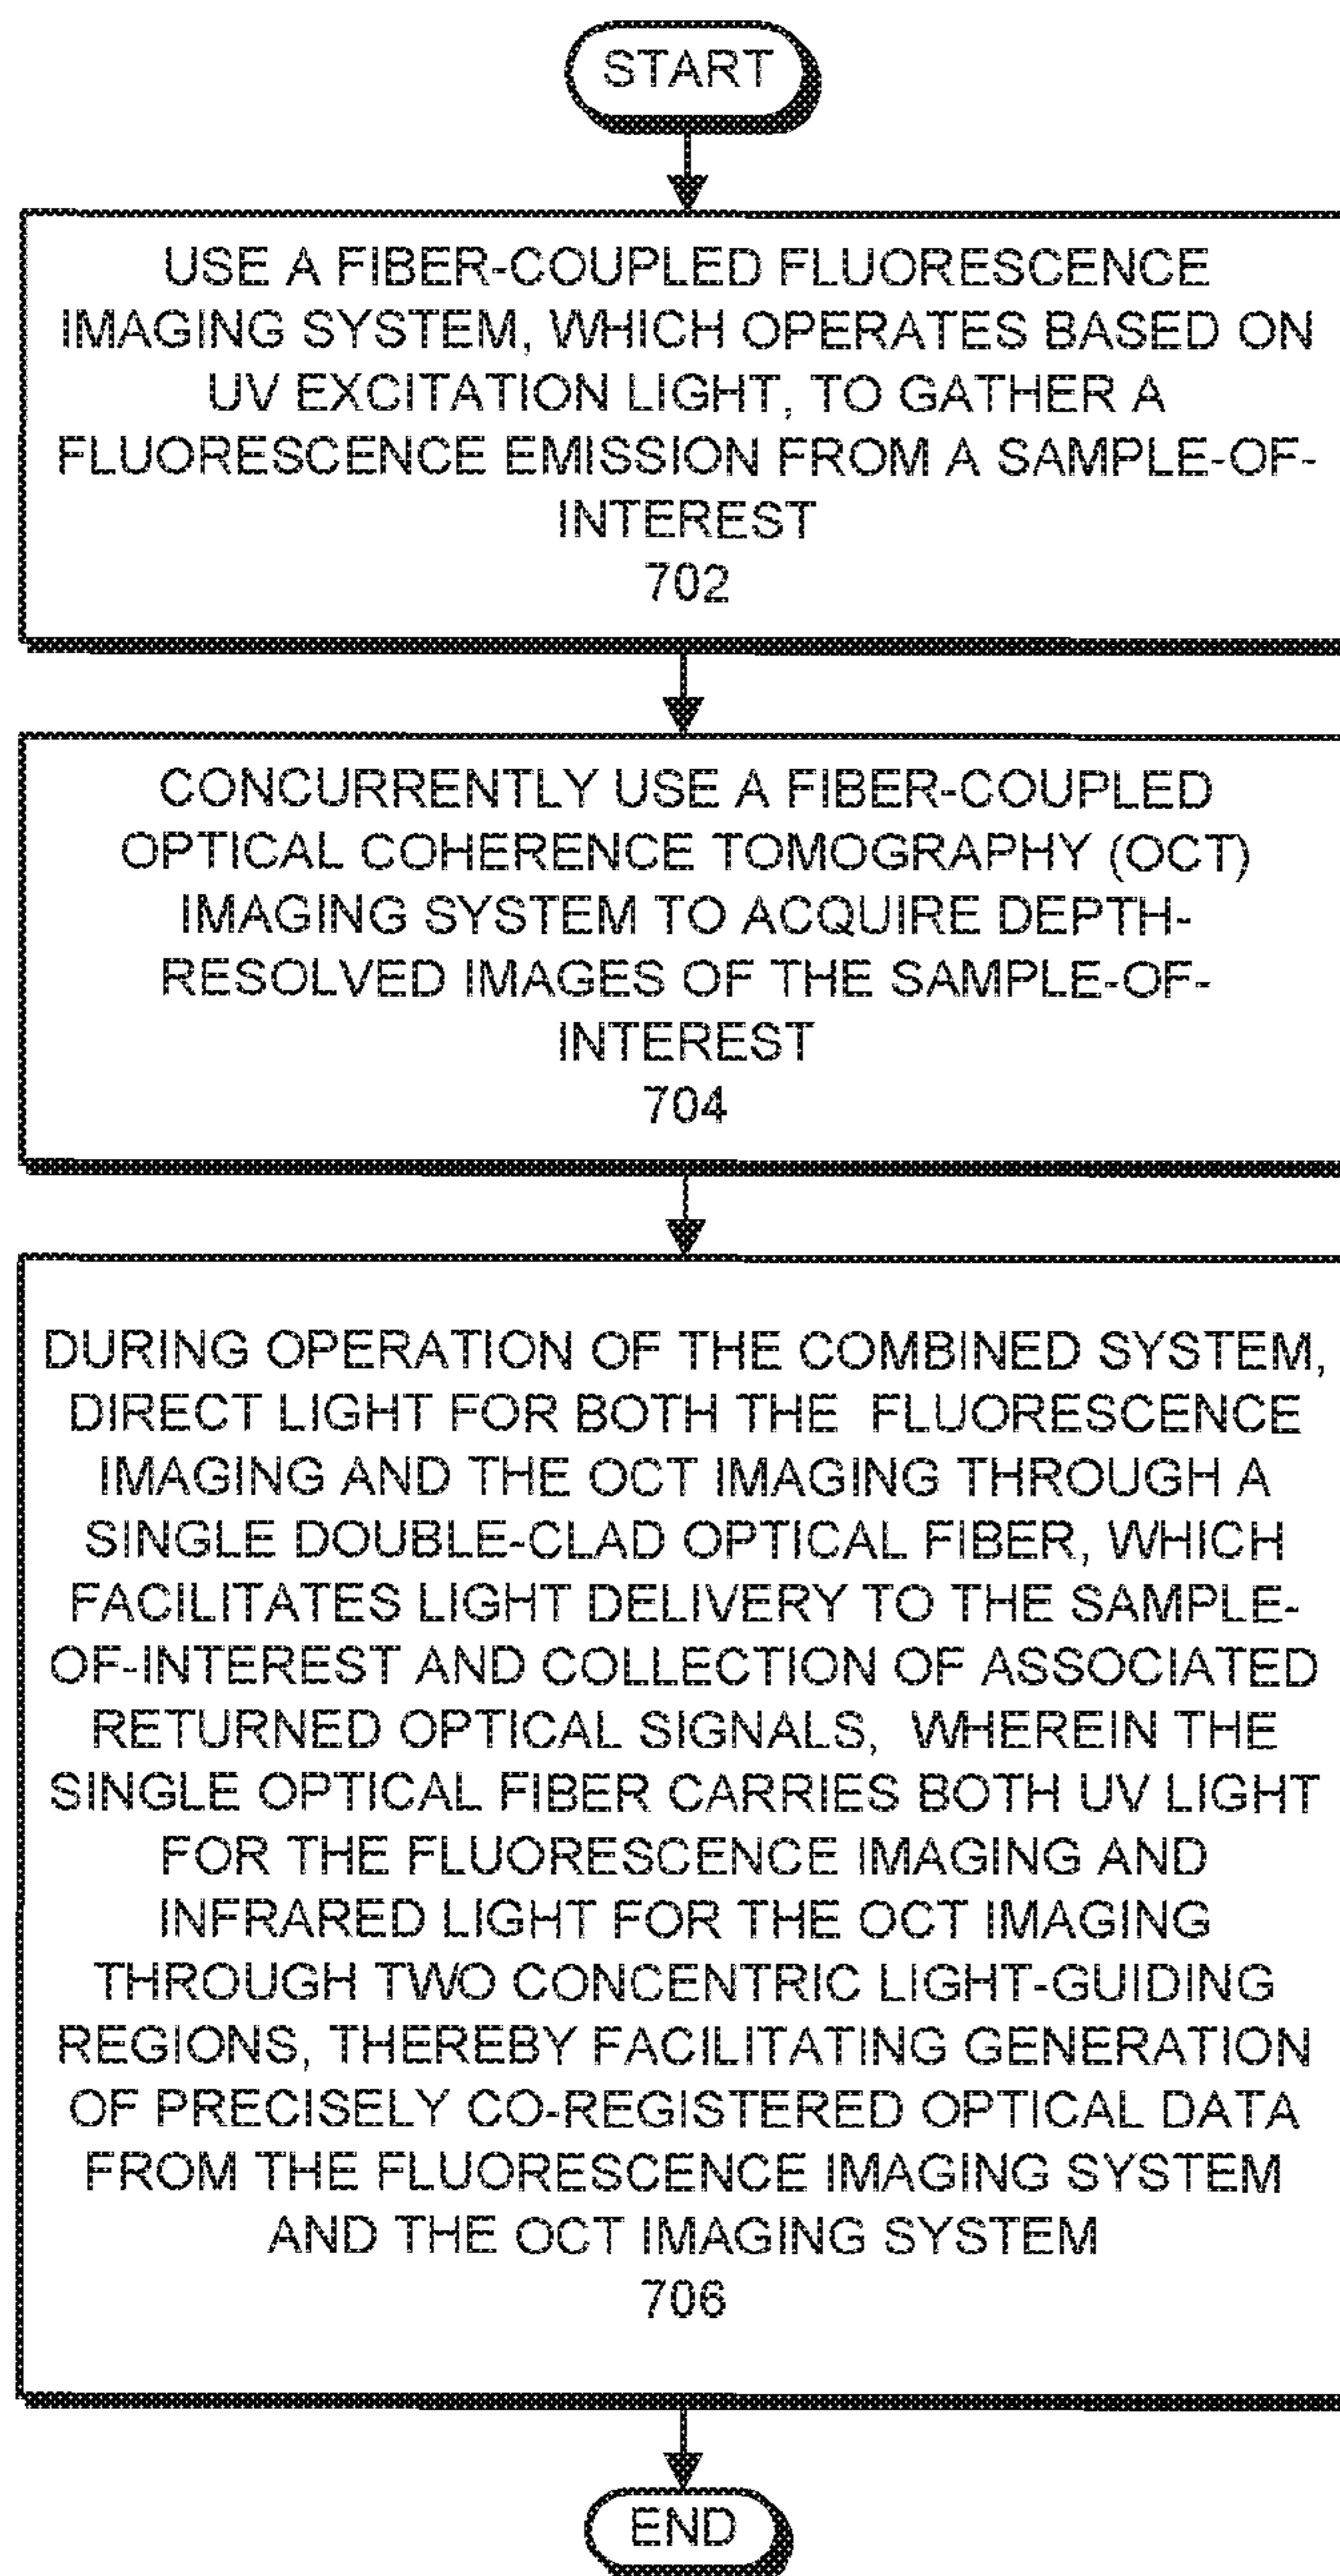 START
USE A FIBER-COUPLED FLUORESCENCE
IMAGING SYSTEM, WHICH OPERATES BASED ON
UV EXCITATION LIGHT, TO GATHER A
FLUORESCENCE EMISSION FROM A SAMPLE-OF-
INTEREST
702
CONCURRENTLY USE A FIBER-COUPLED
OPTICAL COHERENCE TOMOGRAPHY (OCT)
IMAGING SYSTEM TO ACQUIRE DEPTH-
RESOLVED IMAGES OF THE SAMPLE-OF-
INTEREST
704
DURING OPERATION OF THE COMBINED SYSTEM,
DIRECT LIGHT FOR BOTH THE FLUORESCENCE
IMAGING AND THE OCT IMAGING THROUGH A
SINGLE DOUBLE-CLAD OPTICAL FIBER, WHICH
FACILITATES LIGHT DELIVERY TO THE SAMPLE-
OF-INTEREST AND COLLECTION OF ASSOCIATED
RETURNED OPTICAL SIGNALS, WHEREIN THE
SINGLE OPTICAL FIBER CARRIES BOTH UV LIGHT
FOR THE FLUORESCENCE IMAGING AND
INFRARED LIGHT FOR THE OCT IMAGING
THROUGH TWO CONCENTRIC LIGHT-GUIDING
REGIONS, THEREBY FACILITATING GENERATION
OF PRECISELY CO-REGISTERED OPTICAL DATA
FROM THE FLUORESCENCE IMAGING SYSTEM
AND THE OCT IMAGING SYSTEM
706
END